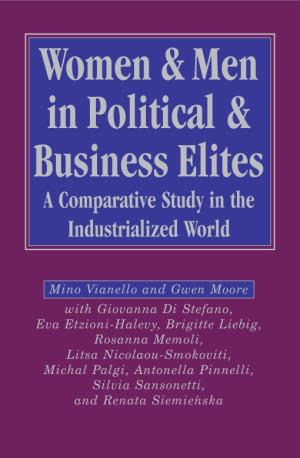 Women & Men
in Political &
Business Elites
A Comparative Study in the
Industrialized World
Mino Vianello and Gwen Moore
with Giovanna Di Stefano,
Eva Etzioni-Halevy, Brigitte Liebig,
Rosanna Memoli,
Litsa Nicolaou-Smokoviti,
Michal Palgi, Antonella Pinnelli,
Silvia Sansonetti,
and Renata Siemieńska